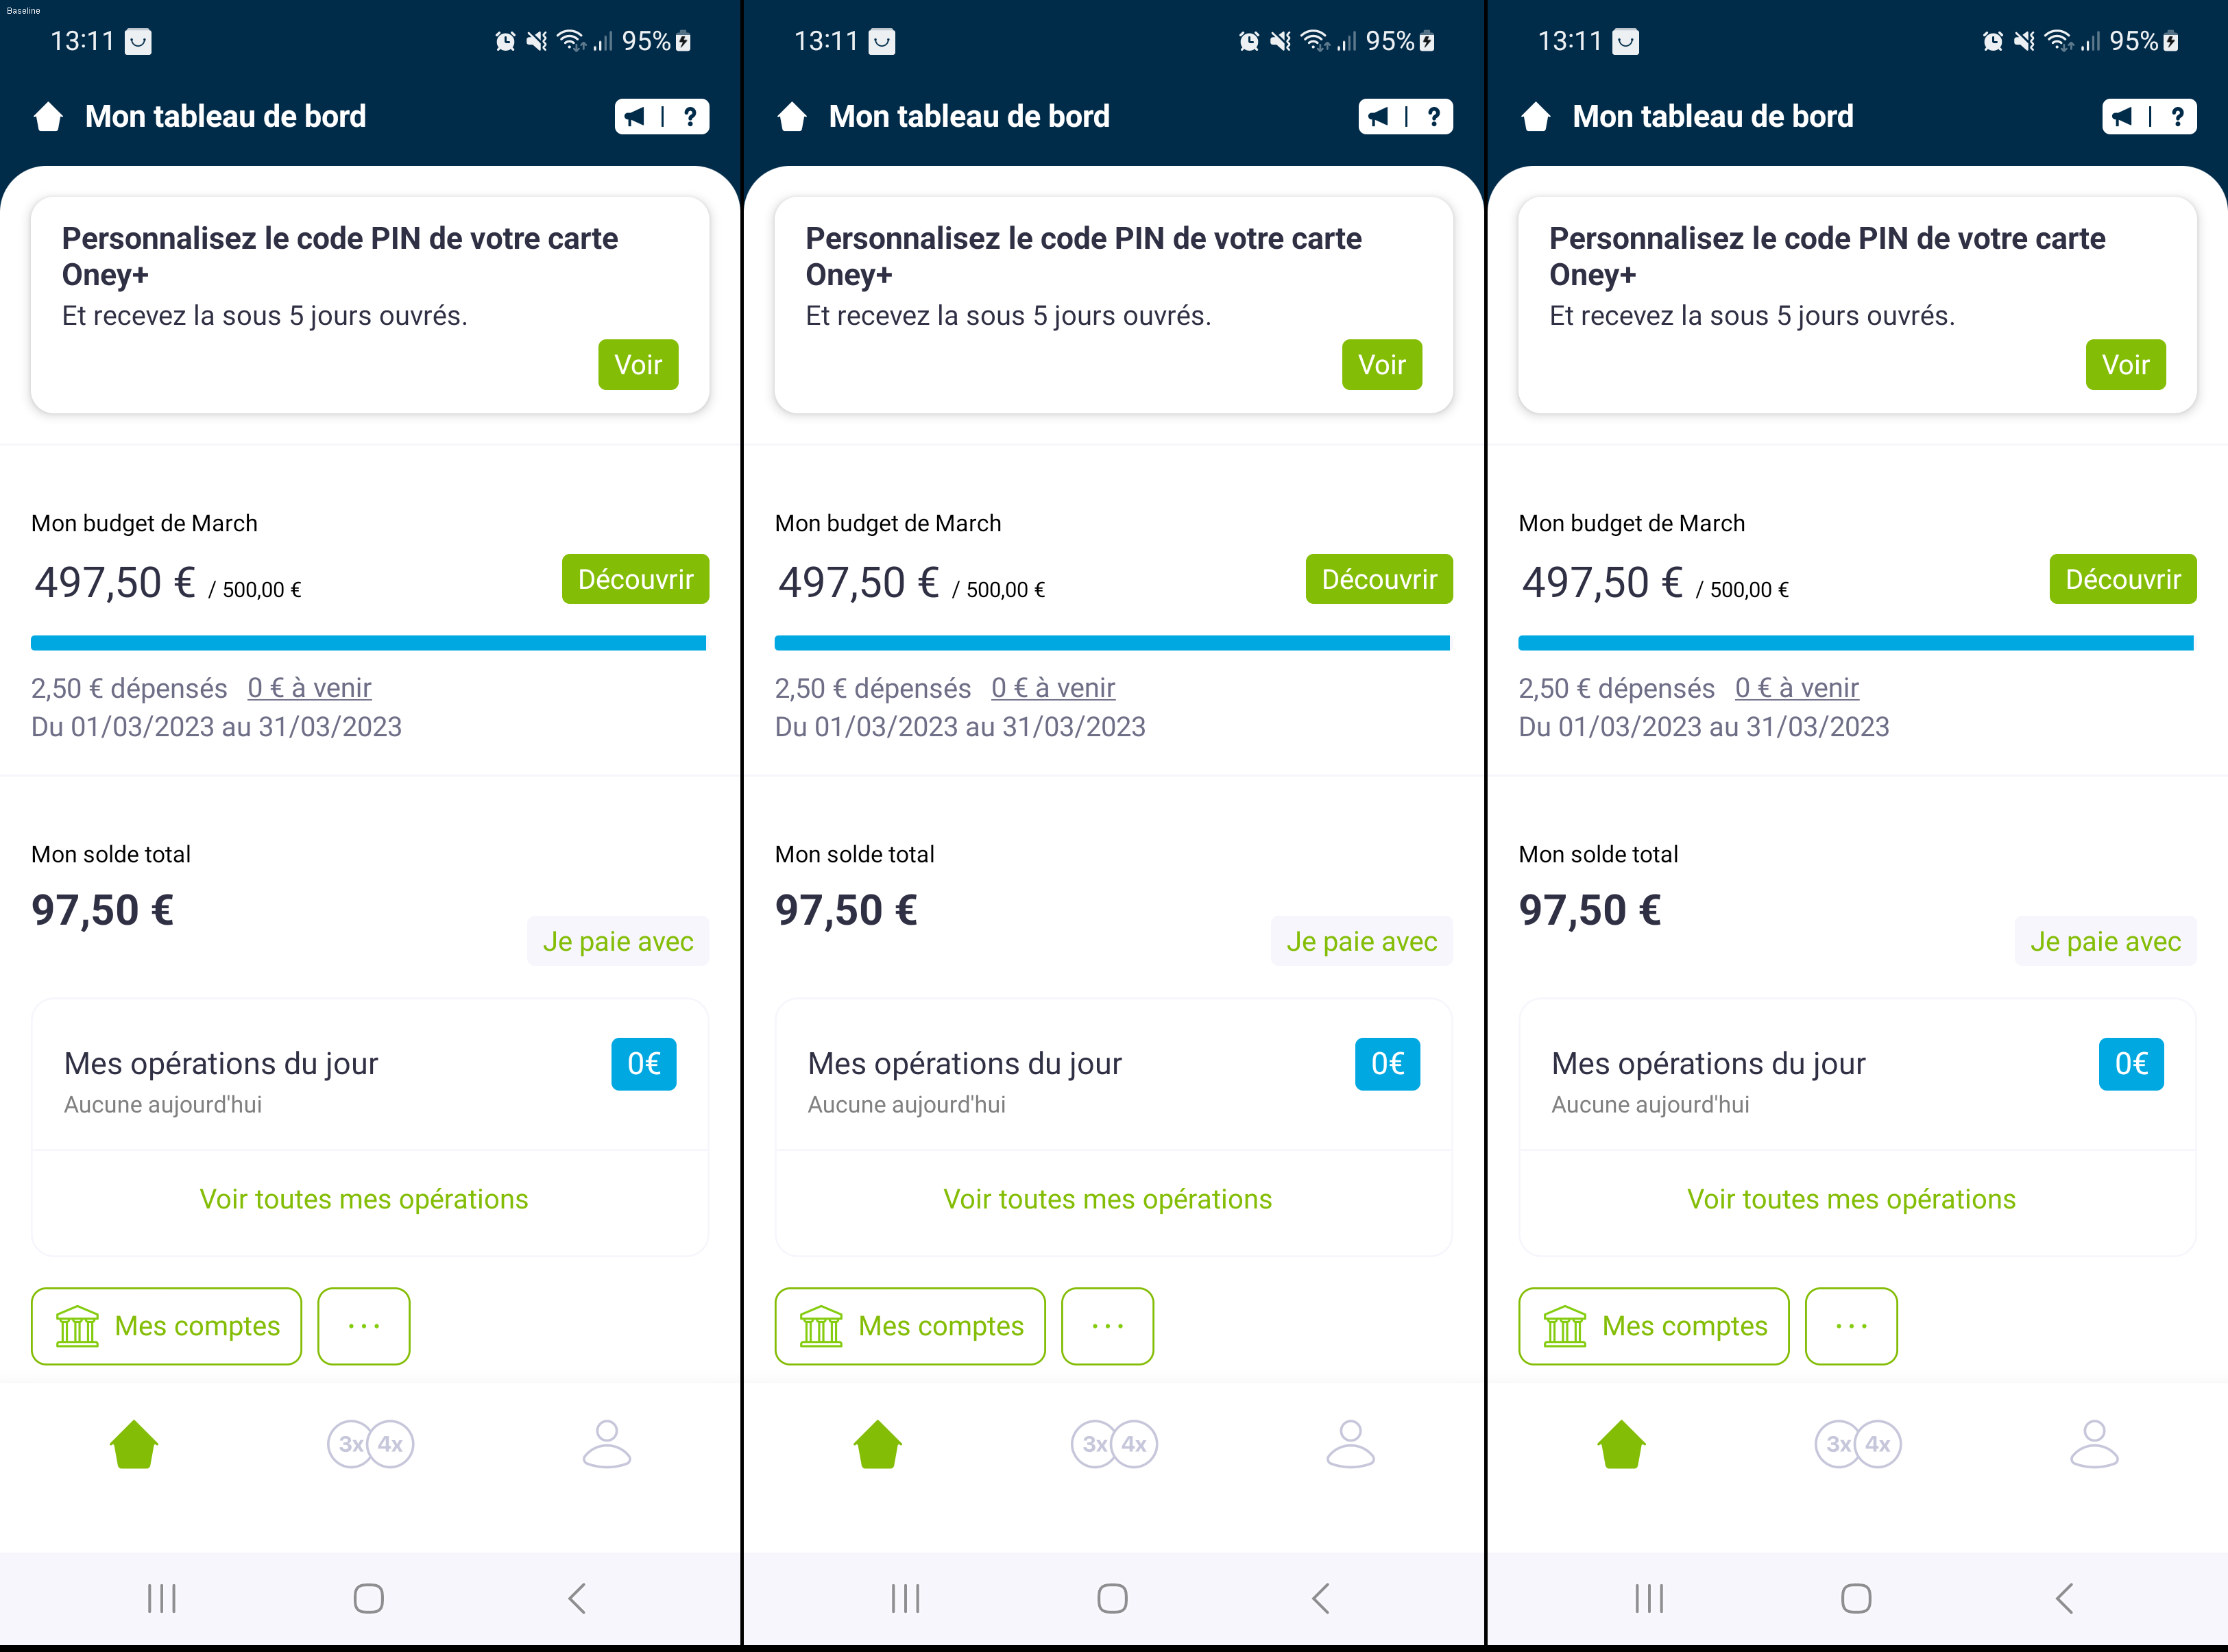 Baseline
13:11
95%
Mon tableau de bord
?
Personnalisez le code PIN de votre carte
Oney+
Et recevez la sous 5 jours ouvrés.
Voir
Mon budget de March
497,50 € / 500,00 €
Découvrir
2,50 € dépensés 0 € à venir
Du 01/03/2023 au 31/03/2023
Mon solde total
97,50 €
Je paie avec
Mes opérations du jour
0€
Aucune aujourd'hui
Voir toutes mes opérations
Mes comptes
...
3x 4x
13:11
95%
Mon tableau de bord
?
Personnalisez le code PIN de votre carte
Oney+
Et recevez la sous 5 jours ouvrés.
Voir
Mon budget de March
497,50 € / 500,00 €
Découvrir
2,50 € dépensés 0 € à venir
Du 01/03/2023 au 31/03/2023
Mon solde total
97,50 €
Je paie avec
Mes opérations du jour
0€
Aucune aujourd'hui
Voir toutes mes opérations
Mes comptes
...
3x 4x
13:11
95%
Mon tableau de bord
?
Personnalisez le code PIN de votre carte
Oney+
Et recevez la sous 5 jours ouvrés.
Voir
Mon budget de March
497,50 € / 500,00 €
Découvrir
2,50 € dépensés 0 € à venir
Du 01/03/2023 au 31/03/2023
Mon solde total
97,50 €
Je paie avec
Mes opérations du jour
0€
Aucune aujourd'hui
Voir toutes mes opérations
Mes comptes
...
3x 4x